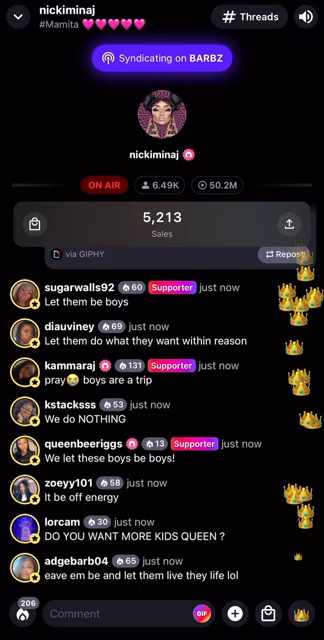 nickiminaj
#Mamita 💖💖💖💖💖
# Threads
Syndicating on BARBZ
nickiminaj
ON AIR
6.49K
50.2M
5,213
Sales
via GIPHY
Repost
sugarwalls92 60 Supporter just now
Let them be boys
diauviney 69 just now
Let them do what they want within reason
kammaraj 131 Supporter just now
pray😭 boys are a trip
kstacksss 53 just now
We do NOTHING
queenbeeriggs 13 Supporter just now
We let these boys be boys!
zoeyy101 58 just now
It be off energy
lorcam 30 just now
DO YOU WANT MORE KIDS QUEEN ?
adgebarb04 65 just now
eave em be and let them live they life lol
206
Comment
GIF